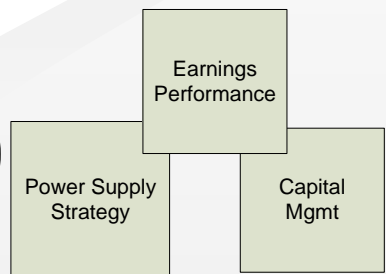 Earnings
Performance
Power Supply
Strategy
Capital
Mgmt